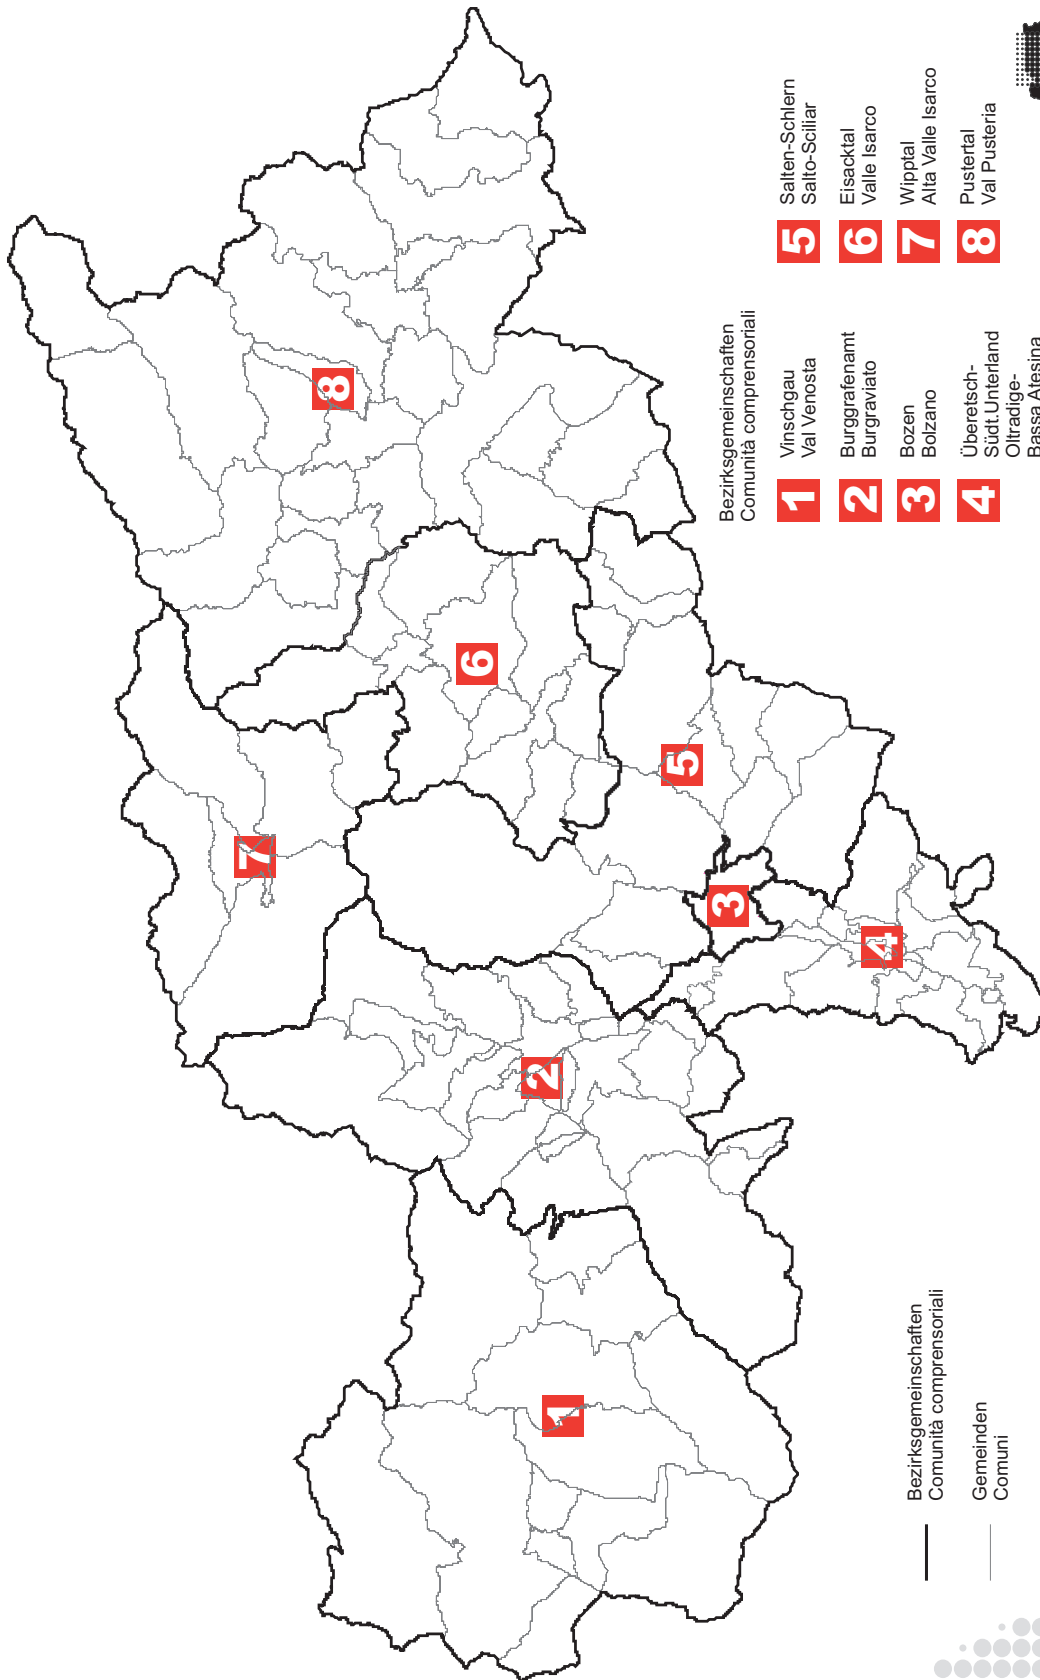 Bezirksgemeinschaften
Comunità comprensoriali
1
Vinschgau
Val Venosta
2
Burggrafenamt
Burgraviato
3
Bozen
Bolzano
4
Überetsch-
Südt.Unterland
Oltradige-
Bassa Atesina
5
Salten-Schlern
Salto-Sciliar
6
Eisacktal
Valle Isarco
7
Wipptal
Alta Valle Isarco
8
Pustertal
Val Pusteria
Bezirksgemeinschaften
Comunità comprensoriali
Gemeinden
Comuni
1
2
3
4
5
6
7
8